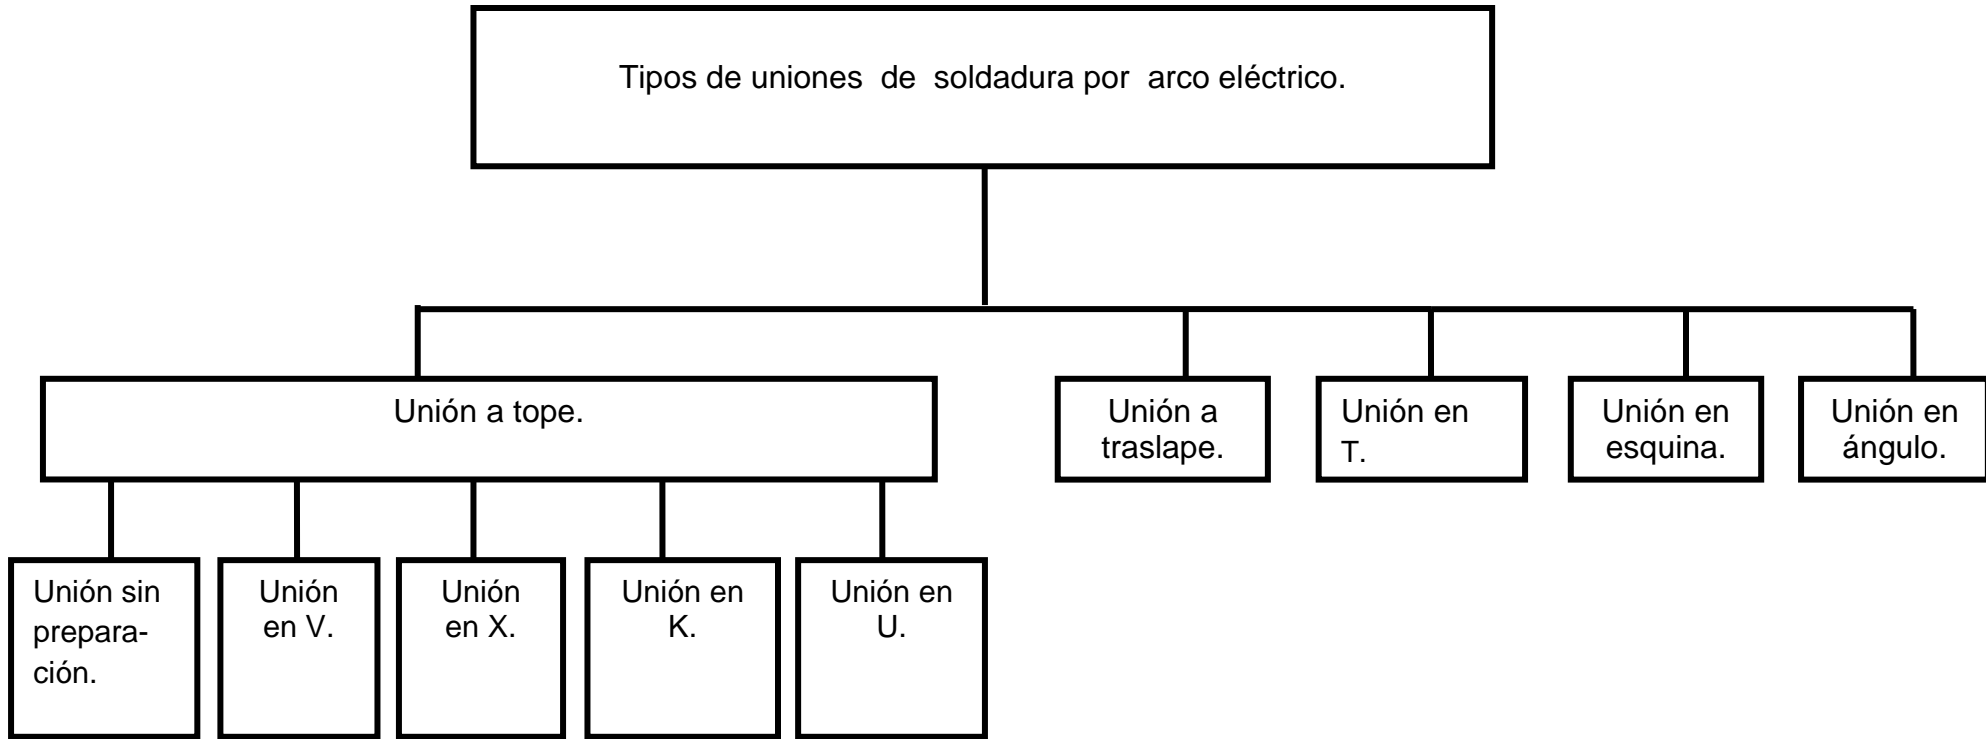 Tipos de uniones de soldadura por arco eléctrico.
Unión a tope.
Unión a
traslape.
Unión en
T.
Unión en
esquina.
Unión en
ángulo.
Unión sin
prepara-
ción.
Unión
en V.
Unión
en X.
Unión en
K.
Unión en
U.